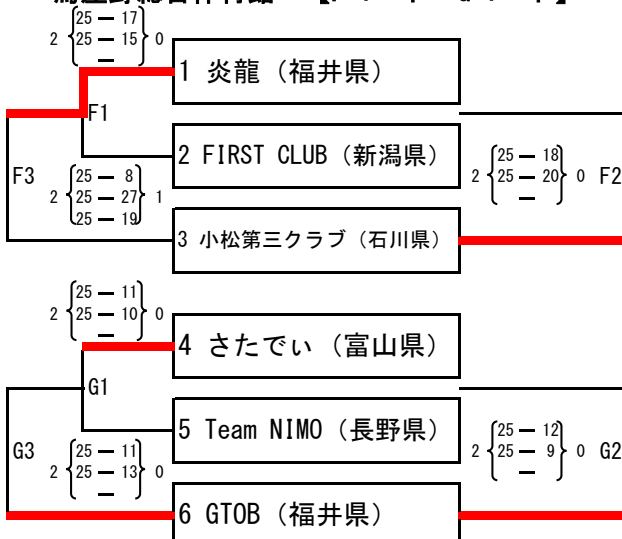 25 — 17
2 25 — 15 0
—
1 炎龍（福井県）
F1
2 FIRST CLUB（新潟県）
25 — 18
2 25 — 20 0 F2
—
F3
25 — 8
2 25 — 27 1
25 — 19
3 小松第三クラブ（石川県）
25 — 11
2 25 — 10 0
—
4 さたでぃ（富山県）
G1
5 Team NIMO（長野県）
25 — 12
2 25 — 9 0 G2
—
G3
25 — 11
2 25 — 13 0
—
6 GTOB（福井県）